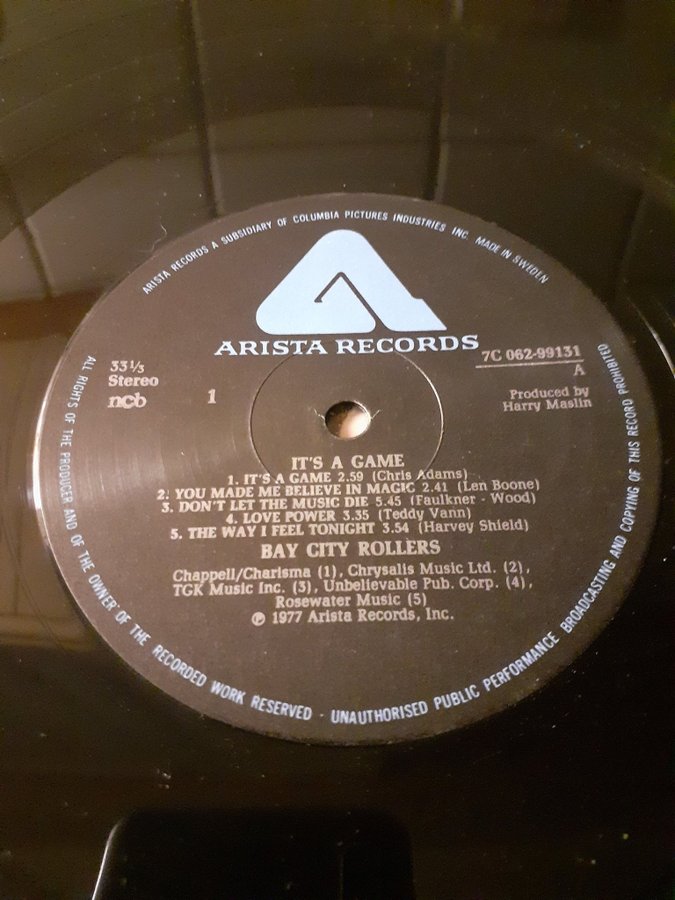 ARISTA RECORDS A SUBSIDIARY OF COLUMBIA PICTURES INDUSTRIES INC. MADE IN SWEDEN
ARISTA RECORDS
33⅓
Stereo
ncb
1
7C 062-99131
A
Produced by
Harry Maslin
IT'S A GAME
1. IT'S A GAME 2.59 (Chris Adams)
2. YOU MADE ME BELIEVE IN MAGIC 2.41 (Len Boone)
3. DON'T LET THE MUSIC DIE 5.45 (Faulkner - Wood)
4. LOVE POWER 3.35 (Teddy Vann)
5. THE WAY I FEEL TONIGHT 3.54 (Harvey Shield)
BAY CITY ROLLERS
Chappell/Charisma (1), Chrysalis Music Ltd. (2),
TGK Music Inc. (3), Unbelievable Pub. Corp. (4),
Rosewater Music (5)
℗ 1977 Arista Records, Inc.
ALL RIGHTS OF THE PRODUCER AND OF THE OWNER OF THE RECORDED WORK RESERVED · UNAUTHORISED PUBLIC PERFORMANCE BROADCASTING AND COPYING OF THIS RECORD PROHIBITED